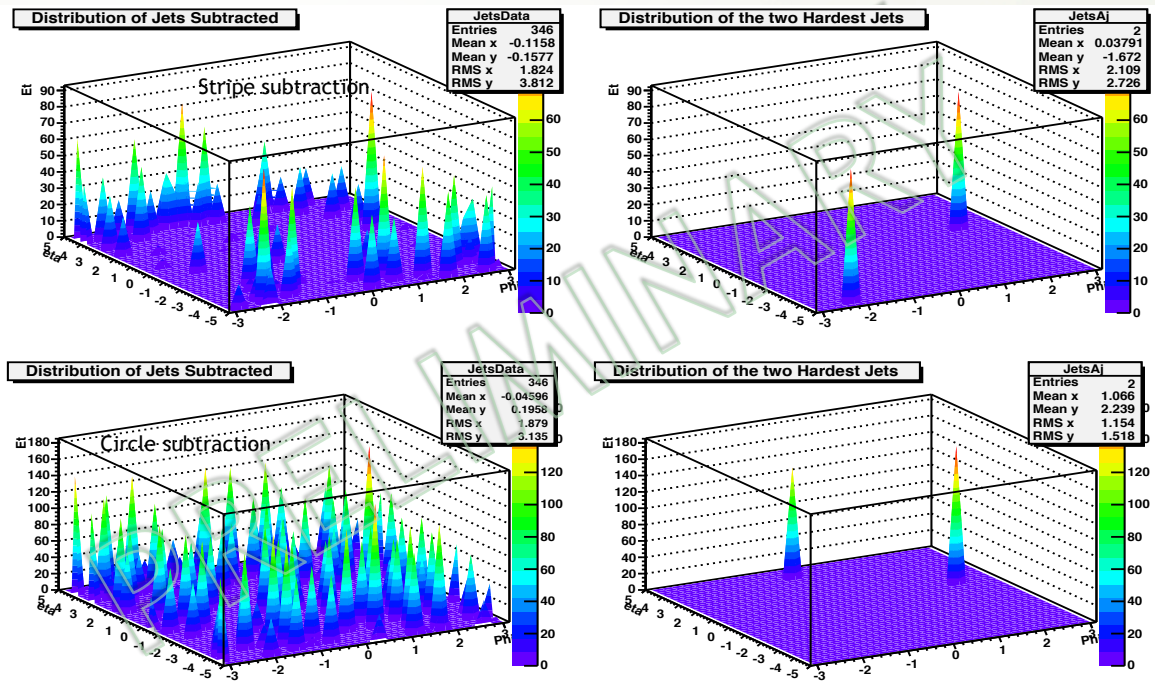 Distribution of Jets Subtracted
JetsData
Entries 346
Mean x -0.1158
Mean y -0.1577
RMS x 1.824
RMS y 3.812
Stripe subtraction
Et
90
80
70
60
50
40
30
20
10
0
5 4 3 2 1 0 -1 -2 -3 -4 -5
eta
-3 -2 -1 0 1 2 3
Ph
60
50
40
30
20
10
0
Distribution of the two Hardest Jets
JetsAj
Entries 2
Mean x 0.03791
Mean y -1.672
RMS x 2.109
RMS y 2.726
Et
90
80
70
60
50
40
30
20
10
0
5 4 3 2 1 0 -1 -2 -3 -4 -5
eta
-3 -2 -1 0 1 2 3
Ph
60
50
40
30
20
10
0
PRELIMINARY
Distribution of Jets Subtracted
JetsData
Entries 346
Mean x -0.04596
Mean y 0.1958
RMS x 1.879
RMS y 3.135
Circle subtraction
Et
180
160
140
120
100
80
60
40
20
0
5 4 3 2 1 0 -1 -2 -3 -4 -5
eta
-3 -2 -1 0 1 2 3
Ph
120
100
80
60
40
20
0
Distribution of the two Hardest Jets
JetsAj
Entries 2
Mean x 1.066
Mean y 2.239
RMS x 1.154
RMS y 1.518
Et
180
160
140
120
100
80
60
40
20
0
5 4 3 2 1 0 -1 -2 -3 -4 -5
eta
-3 -2 -1 0 1 2 3
Ph
120
100
80
60
40
20
0